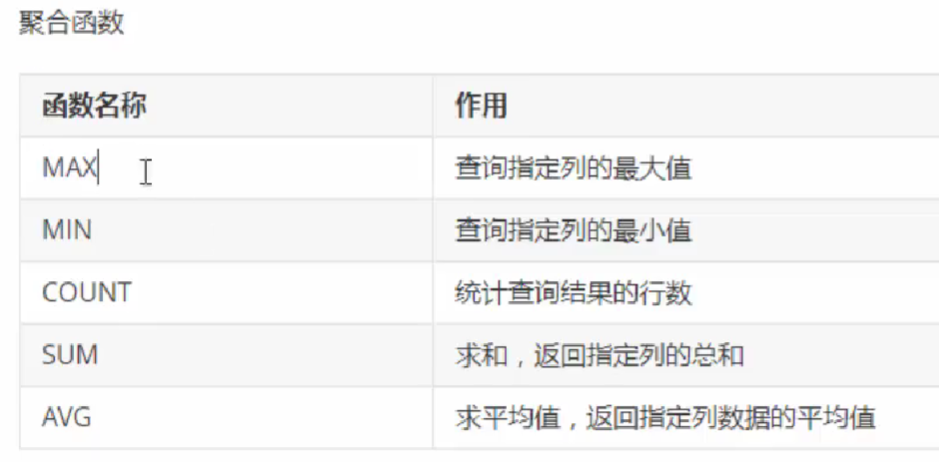 聚合函数
函数名称 作用
MAX 查询指定列的最大值
MIN 查询指定列的最小值
COUNT 统计查询结果的行数
SUM 求和，返回指定列的总和
AVG 求平均值，返回指定列数据的平均值